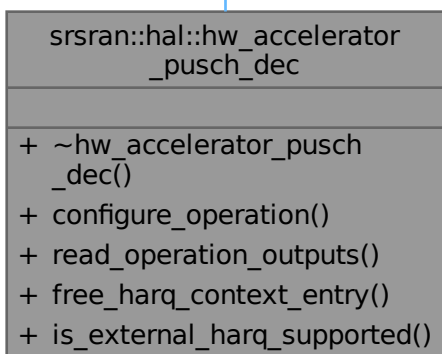 srsran::hal::hw_accelerator
_pusch_dec
+ ~hw_accelerator_pusch
_dec()
+ configure_operation()
+ read_operation_outputs()
+ free_harq_context_entry()
+ is_external_harq_supported()